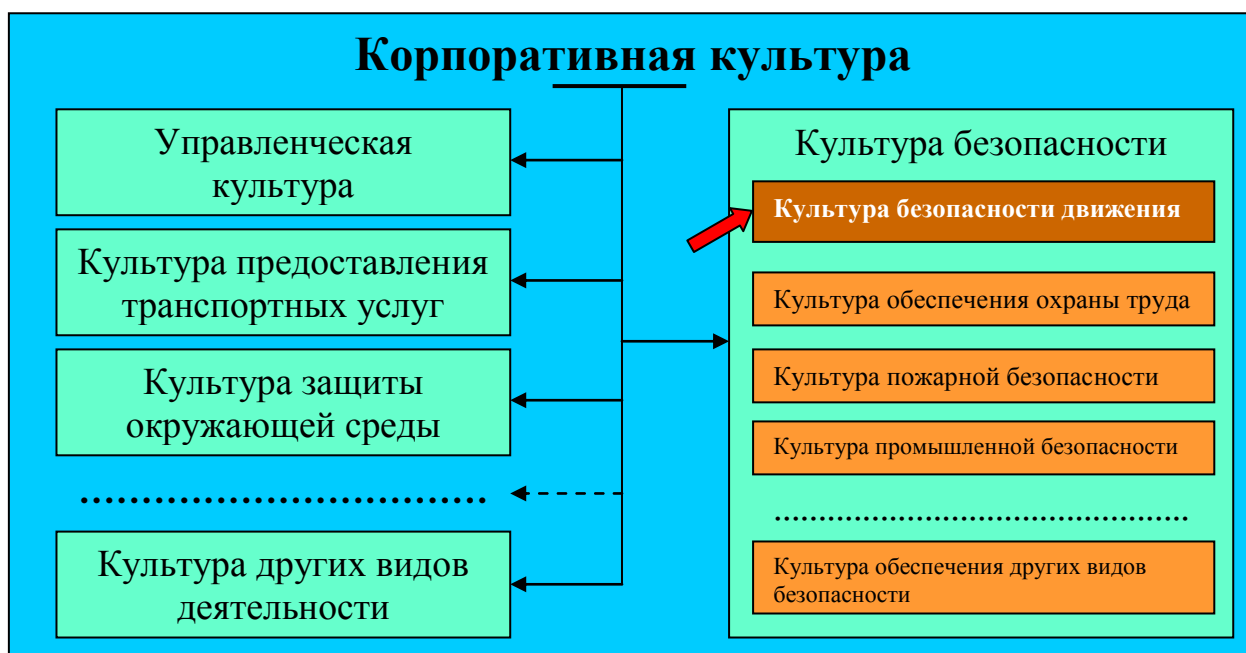 Корпоративная культура
Управленческая
культура
Культура предоставления
транспортных услуг
Культура защиты
окружающей среды
..................................
Культура других видов
деятельности
Культура безопасности
Культура безопасности движения
Культура обеспечения охраны труда
Культура пожарной безопасности
Культура промышленной безопасности
..............................................
Культура обеспечения других видов
безопасности